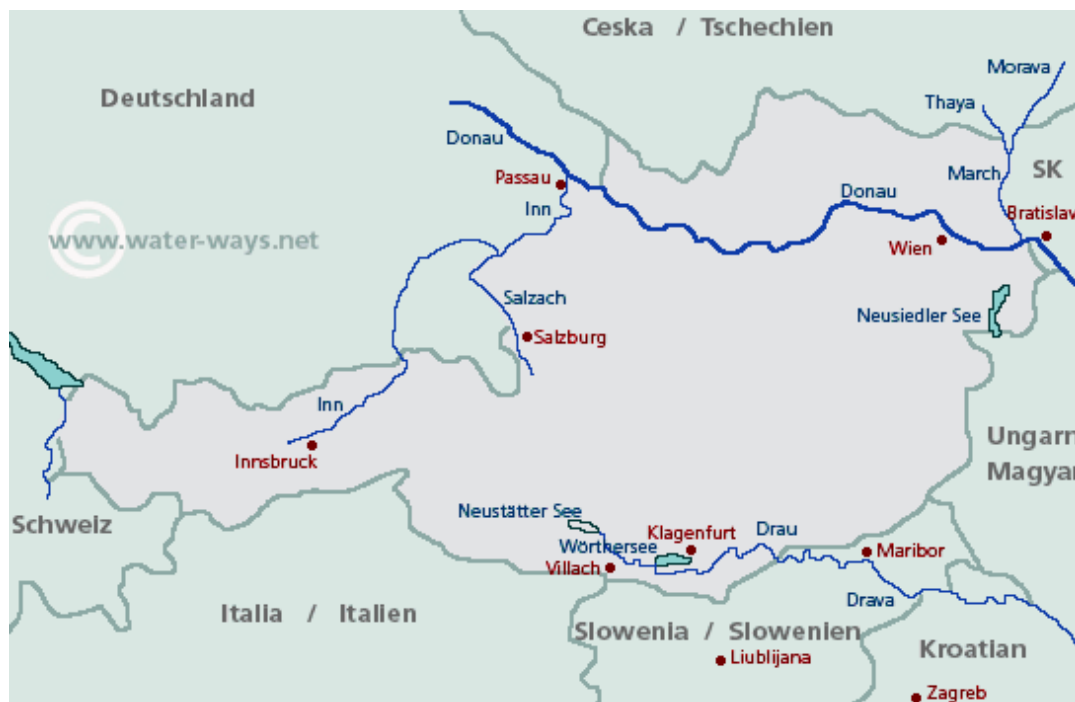 Ceska / Tschechien
Morava
Deutschland
Thaya
Donau
SK
Passau
March
Donau
Inn
Bratislav
www.water-ways.net
Wien
Salzach
Neusiedler See
Salzburg
Inn
Ungarn
Innsbruck
Magyar
Neustätter See
Schweiz
Klagenfurt
Drau
Wörthersee
Maribor
Villach
Drava
Italia / Italien
Slowenia / Slowenien
Kroatian
Liublijana
Zagreb